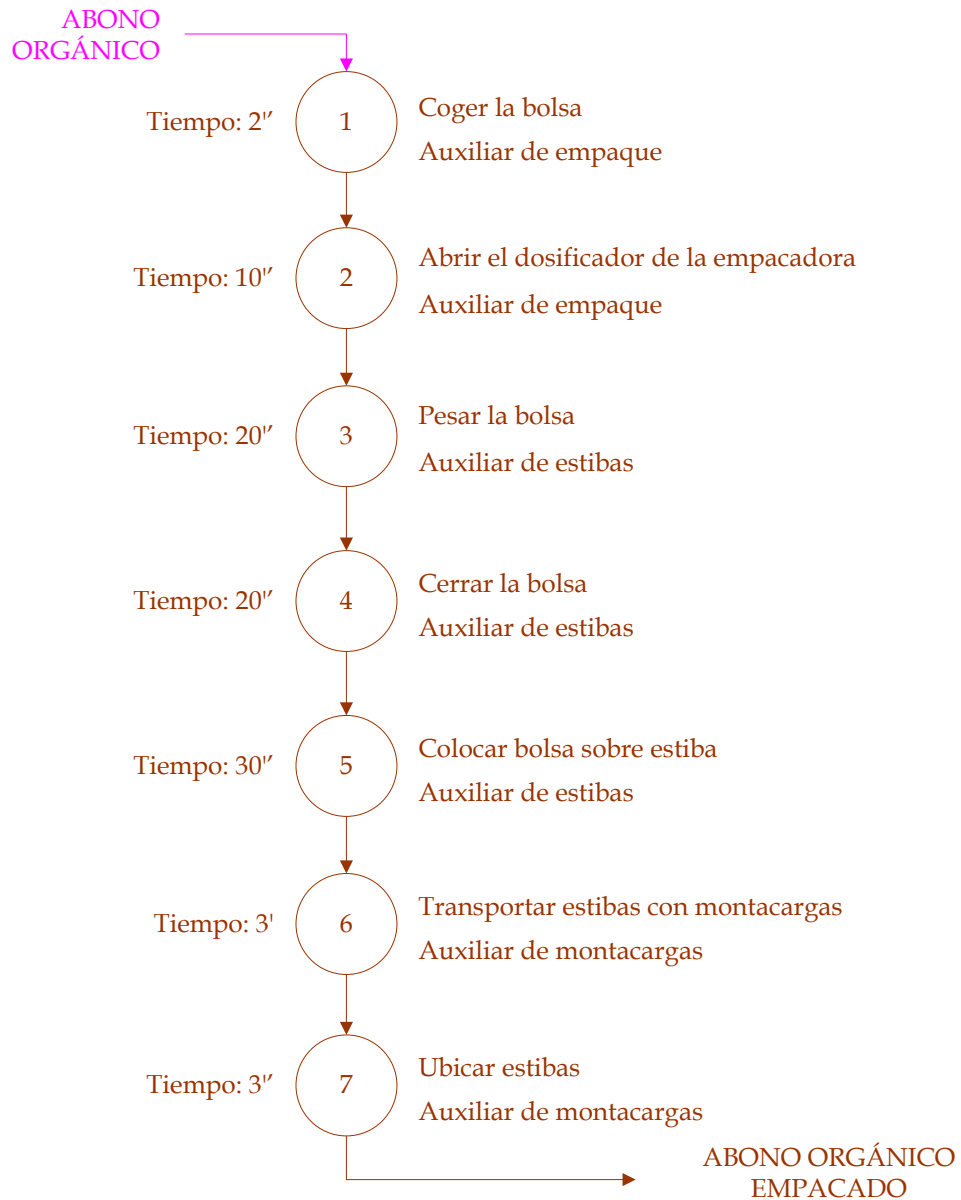 ABONO
ORGÁNICO
Tiempo: 2"
1
Coger la bolsa
Auxiliar de empaque
Tiempo: 10"
2
Abrir el dosificador de la empacadora
Auxiliar de empaque
Tiempo: 20"
3
Pesar la bolsa
Auxiliar de estibas
Tiempo: 20"
4
Cerrar la bolsa
Auxiliar de estibas
Tiempo: 30"
5
Colocar bolsa sobre estiba
Auxiliar de estibas
Tiempo: 3'
6
Transportar estibas con montacargas
Auxiliar de montacargas
Tiempo: 3"
7
Ubicar estibas
Auxiliar de montacargas
ABONO ORGÁNICO
EMPACADO